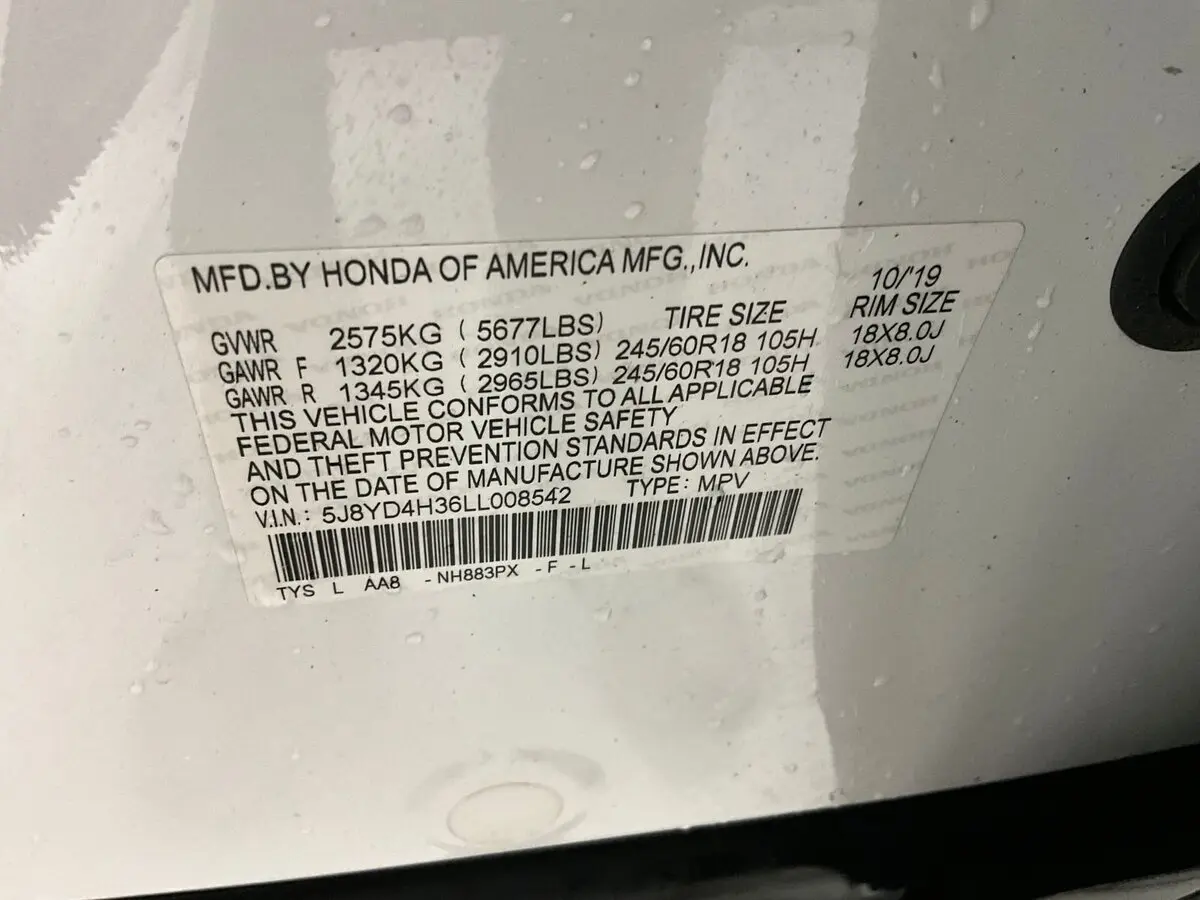 MFD.BY HONDA OF AMERICA MFG.,INC. 10/'19
GVWR 2575KG ( 5677LBS) TIRE SIZE RIM SIZE
GAWR F 1320KG ( 2910LBS) 245/60R18 105H 18X8.0J
GAWR R 1345KG ( 2965LBS) 245/60R18 105H 18X8.0J
THIS VEHICLE CONFORMS TO ALL APPLICABLE
FEDERAL MOTOR VEHICLE SAFETY
AND THEFT PREVENTION STANDARDS IN EFFECT
ON THE DATE OF MANUFACTURE SHOWN ABOVE.
V.I.N.: 5J8YD4H36LL008542 TYPE: MPV
TYS L AA8 -NH883PX -F -L